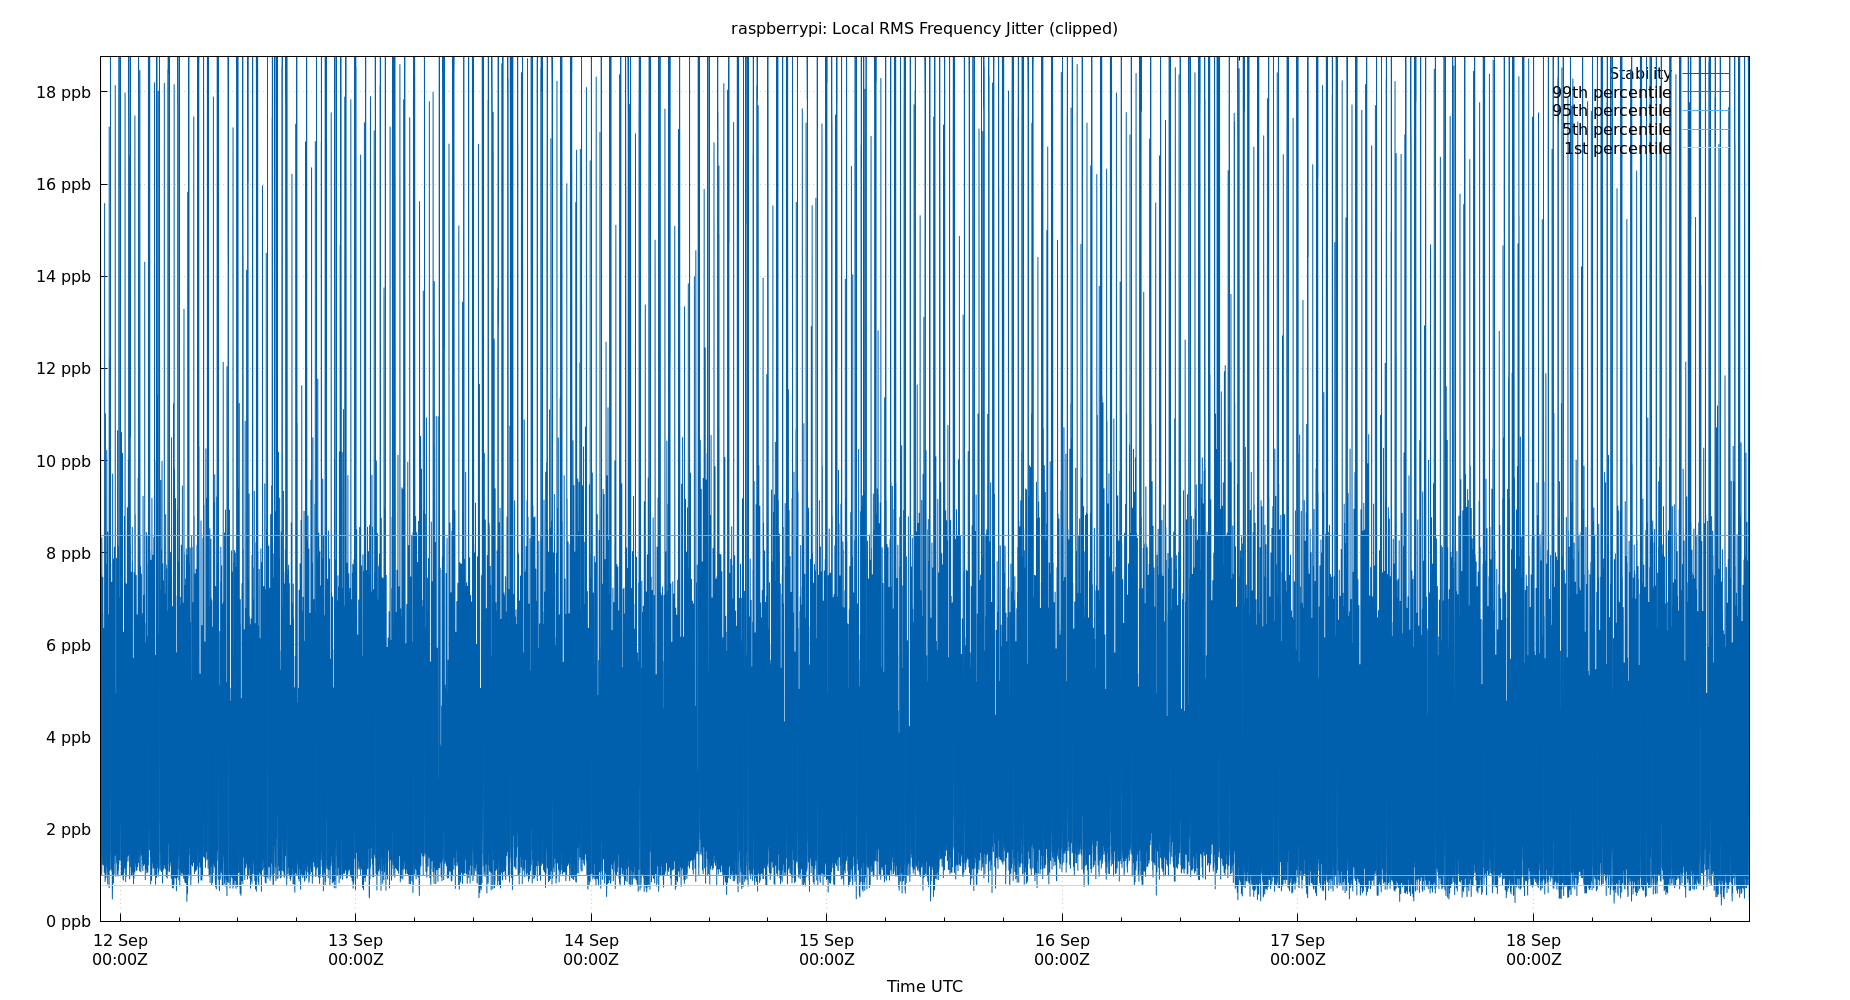 raspberrypi: Local RMS Frequency Jitter (clipped)
18 ppb
16 ppb
14 ppb
12 ppb
10 ppb
8 ppb
6 ppb
4 ppb
2 ppb
0 ppb
Stability
99th percentile
95th percentile
5th percentile
1st percentile
12 Sep 13 Sep 14 Sep 15 Sep 16 Sep 17 Sep 18 Sep
00:00Z 00:00Z 00:00Z 00:00Z 00:00Z 00:00Z 00:00Z
Time UTC